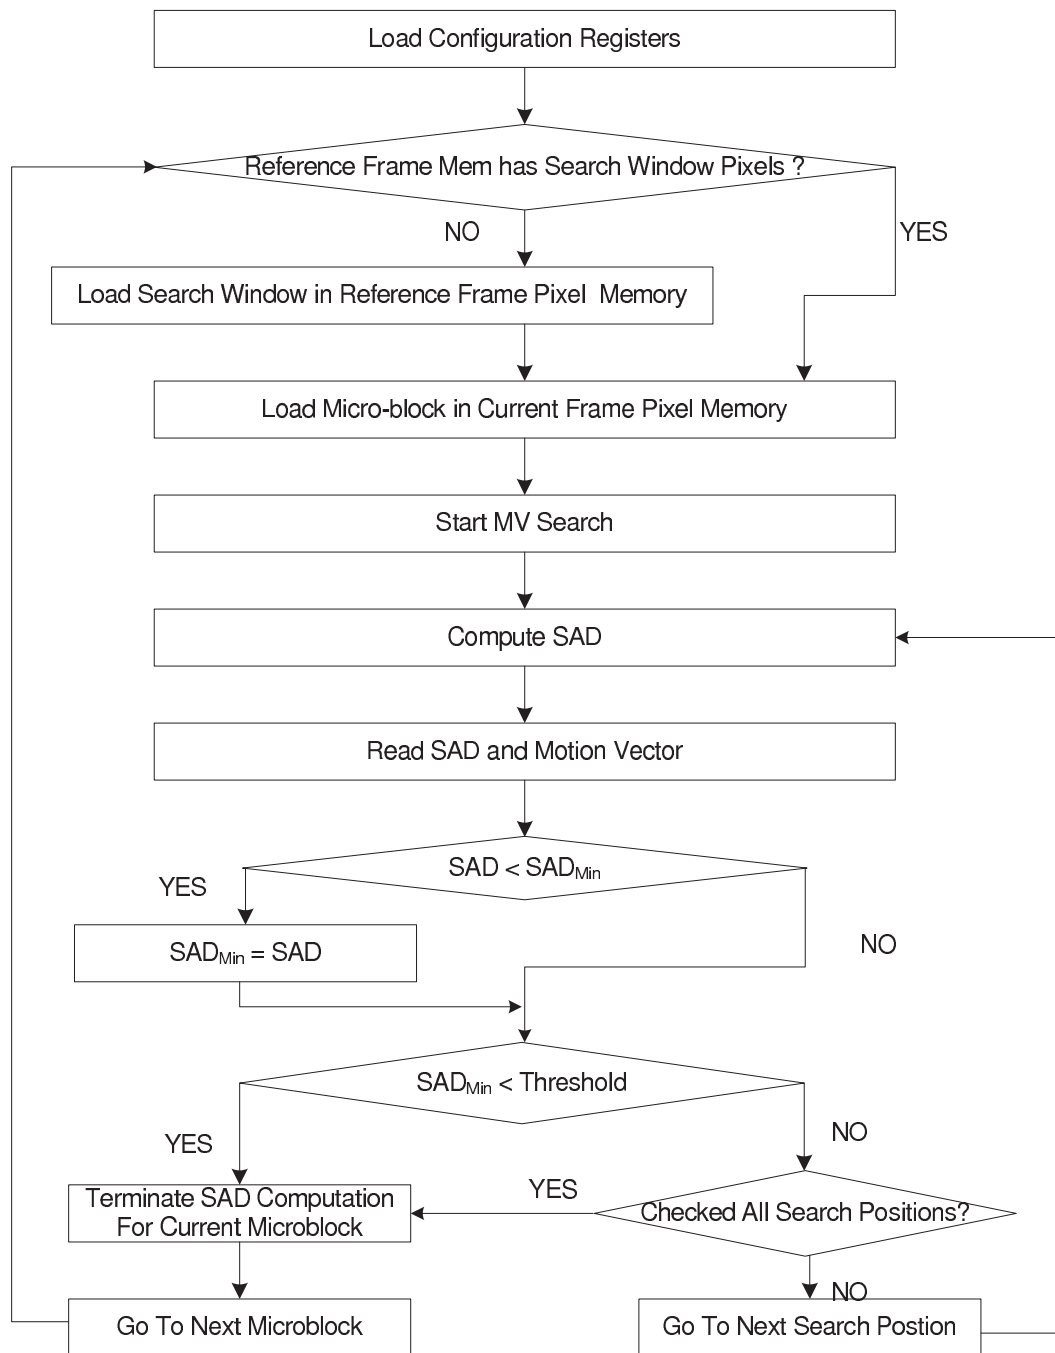 Load Configuration Registers
Reference Frame Mem has Search Window Pixels ?
NO
YES
Load Search Window in Reference Frame Pixel Memory
Load Micro-block in Current Frame Pixel Memory
Start MV Search
Compute SAD
Read SAD and Motion Vector
SAD < SADMin
YES
NO
SADMin = SAD
SADMin < Threshold
YES
NO
Terminate SAD Computation
For Current Microblock
YES
Checked All Search Positions?
NO
Go To Next Microblock
Go To Next Search Postion